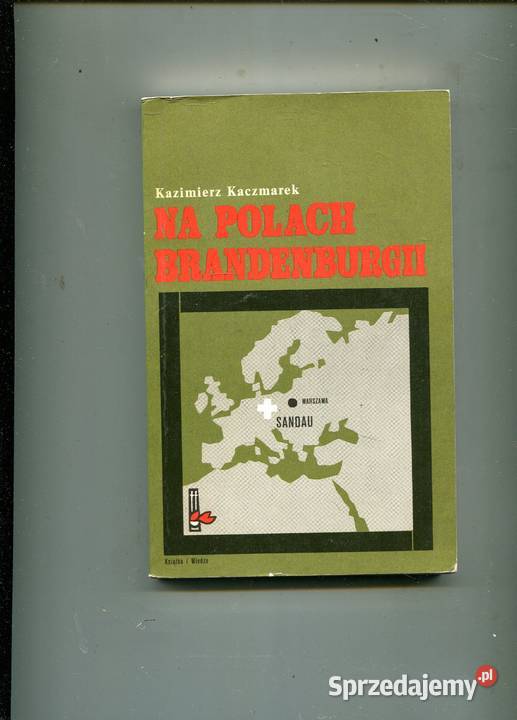 Kazimierz Kaczmarek
NA POLACH
BRANDENBURGII
WARSZAWA
SANDAU
Książka i Wiedza
Sprzedajemy.pl